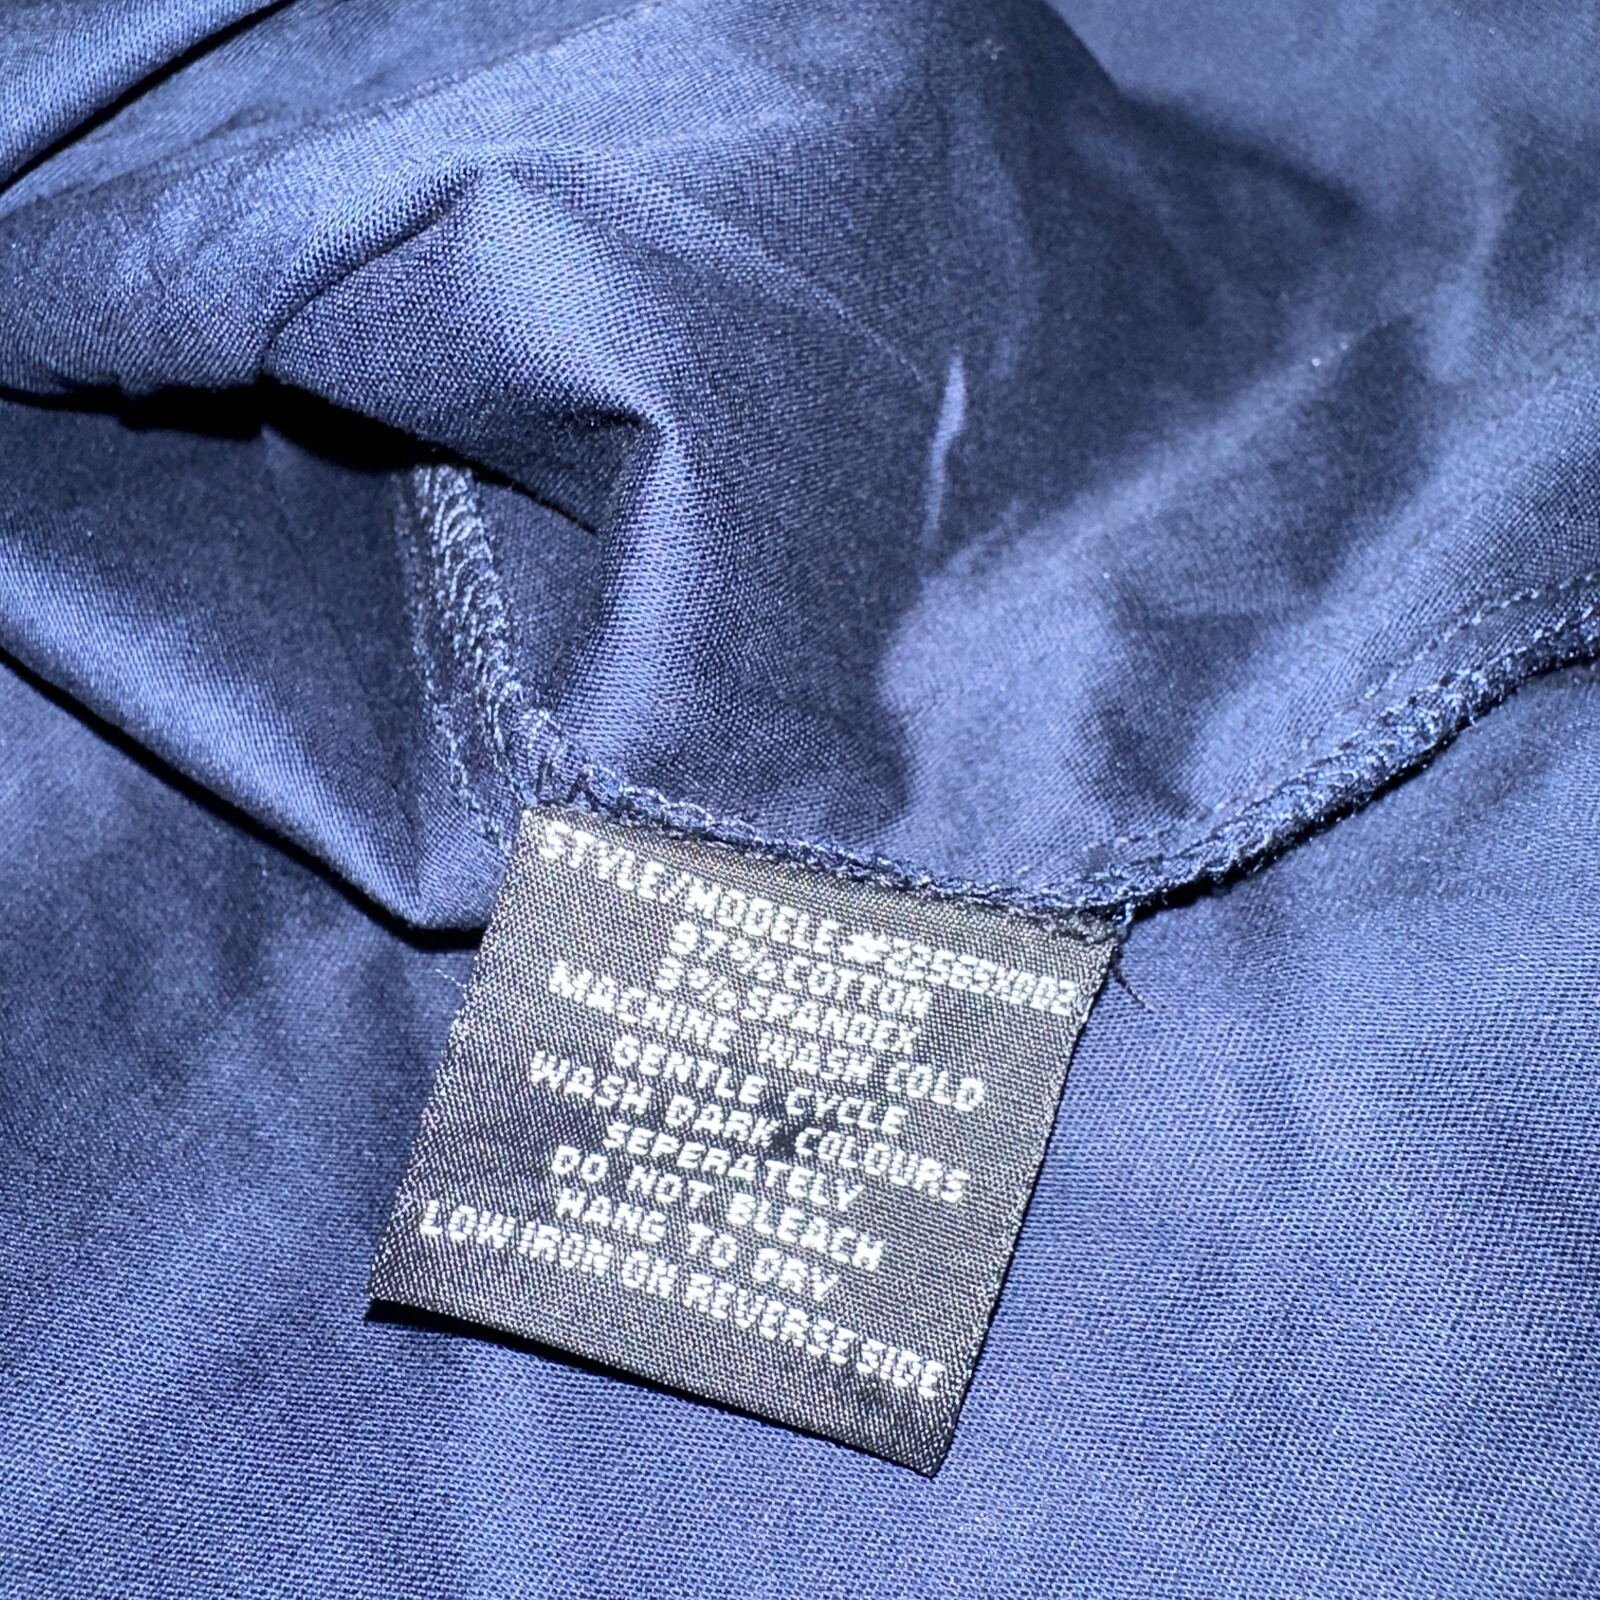 STYLE/MODELE
97% COTTON
3% SPANDEX
MACHINE WASH COLD
GENTLE CYCLE
WASH DARK COLOURS
SEPERATELY
DO NOT BLEACH
HANG TO DRY
LOW IRON ON REVERSE SIDE